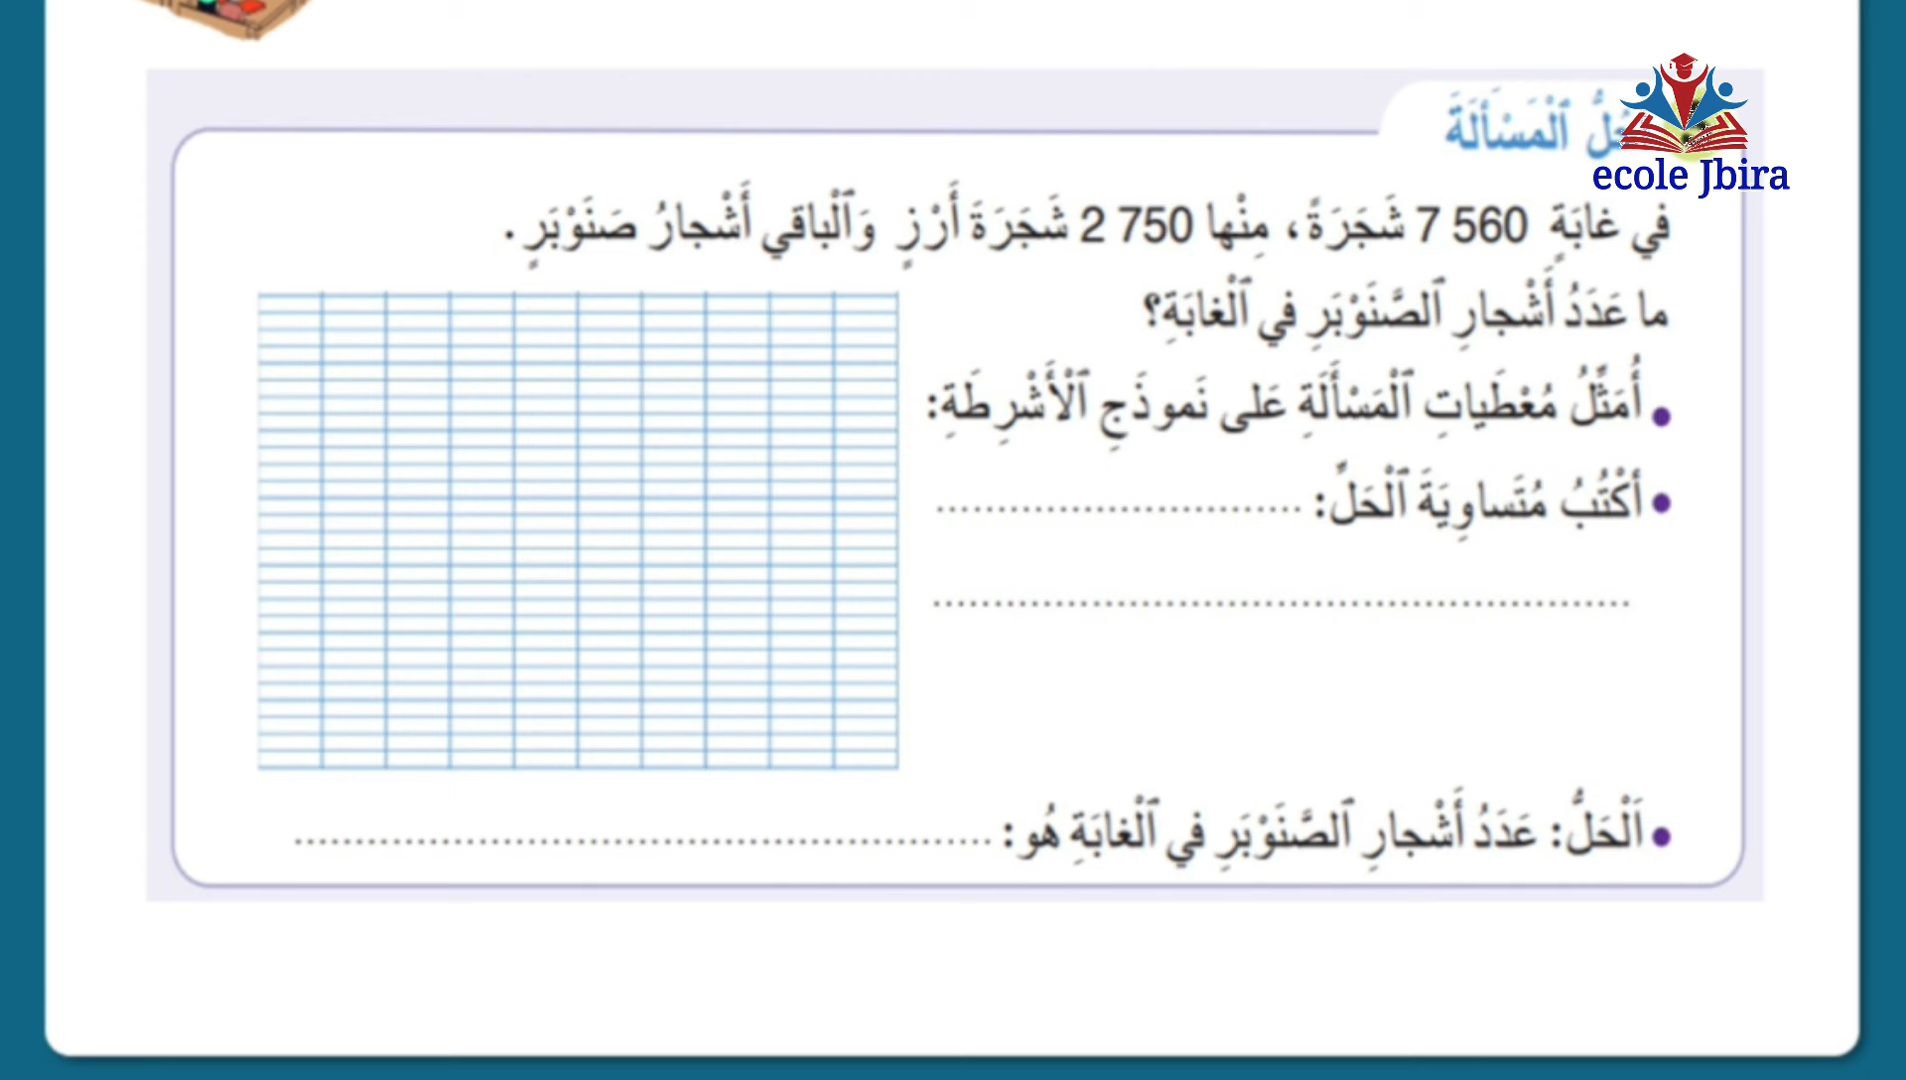 حُلُّ ٱلْمَسْأَلَةَ
ecole Jbira
في غابَةٍ 7 560 شَجَرَةً، مِنْها 2 750 شَجَرَةَ أَرْزٍ وَٱلْباقي أَشْجارُ صَنَوْبَرٍ.
ما عَدَدُ أَشْجارِ ٱلصَّنَوْبَرِ في ٱلْغابَةِ؟
• أُمَثِّلُ مُعْطَياتِ ٱلْمَسْأَلَةِ عَلى نَموذَجِ ٱلْأَشْرِطَةِ:
• أَكْتُبُ مُتَساوِيَةَ ٱلْحَلِّ: ..............................
..............................
• اَلْحَلُّ: عَدَدُ أَشْجارِ ٱلصَّنَوْبَرِ في ٱلْغابَةِ هُو: ..............................